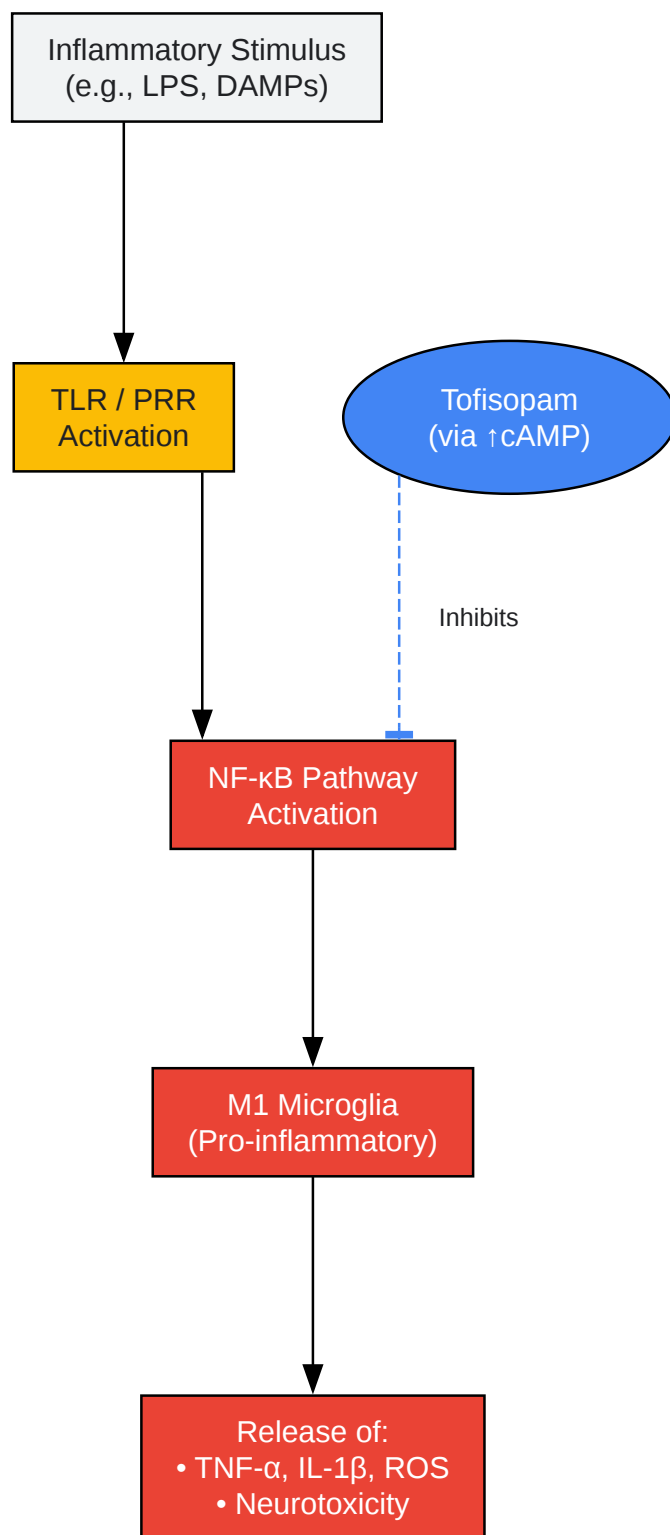 Inflammatory Stimulus
(e.g., LPS, DAMPs)
TLR / PRR
Activation
Tofisopam
(via ↑cAMP)
Inhibits
NF-κB Pathway
Activation
M1 Microglia
(Pro-inflammatory)
Release of:
• TNF-α, IL-1β, ROS
• Neurotoxicity